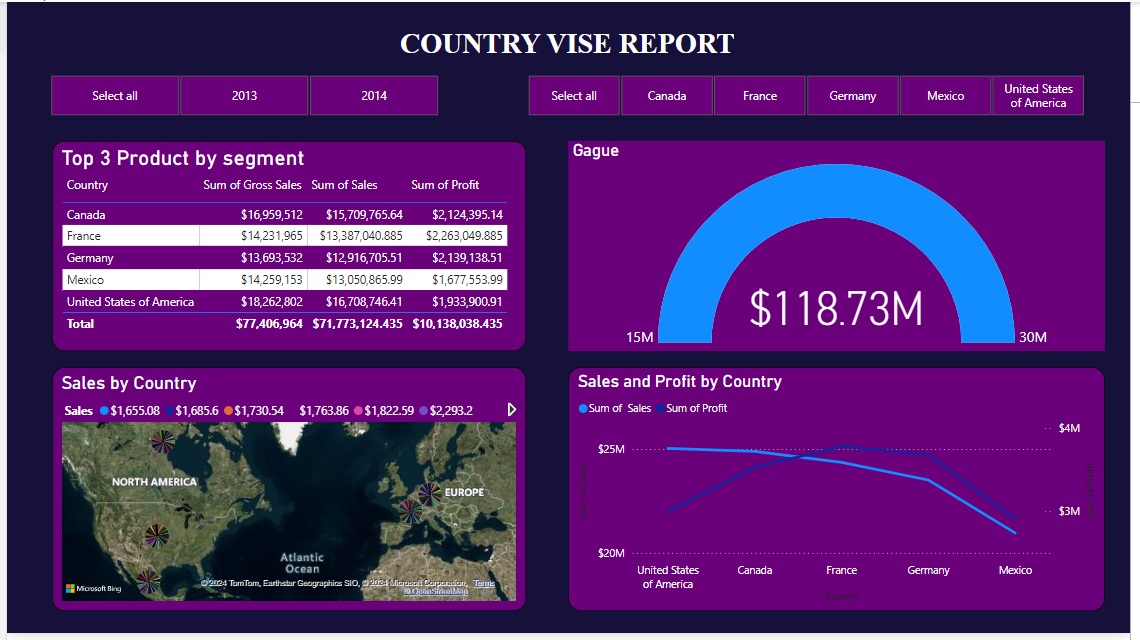 COUNTRY VISE REPORT
Select all 2013 2014 Select all Canada France Germany Mexico United States of America
Top 3 Product by segment
Country Sum of Gross Sales Sum of Sales Sum of Profit
Canada $16,959,512 $15,709,765.64 $2,124,395.14
France $14,231,965 $13,387,040.885 $2,263,049.885
Germany $13,693,532 $12,916,705.51 $2,139,138.51
Mexico $14,259,153 $13,050,865.99 $1,677,553.99
United States of America $18,262,802 $16,708,746.41 $1,933,900.91
Total $77,406,964 $71,773,124.435 $10,138,038.435
Gague
$118.73M
15M 30M
Sales by Country
Sales $1,655.08 $1,685.6 $1,730.54 $1,763.86 $1,822.59 $2,293.2
NORTH AMERICA
EUROPE
Atlantic
Ocean
© 2024 TomTom, Earthstar Geographics SIO, © 2024 Microsoft Corporation, Terms
© OpenStreetMap
Microsoft Bing
Sales and Profit by Country
Sum of Sales Sum of Profit
$4M
$25M
$3M
$20M
United States of America Canada France Germany Mexico
Country